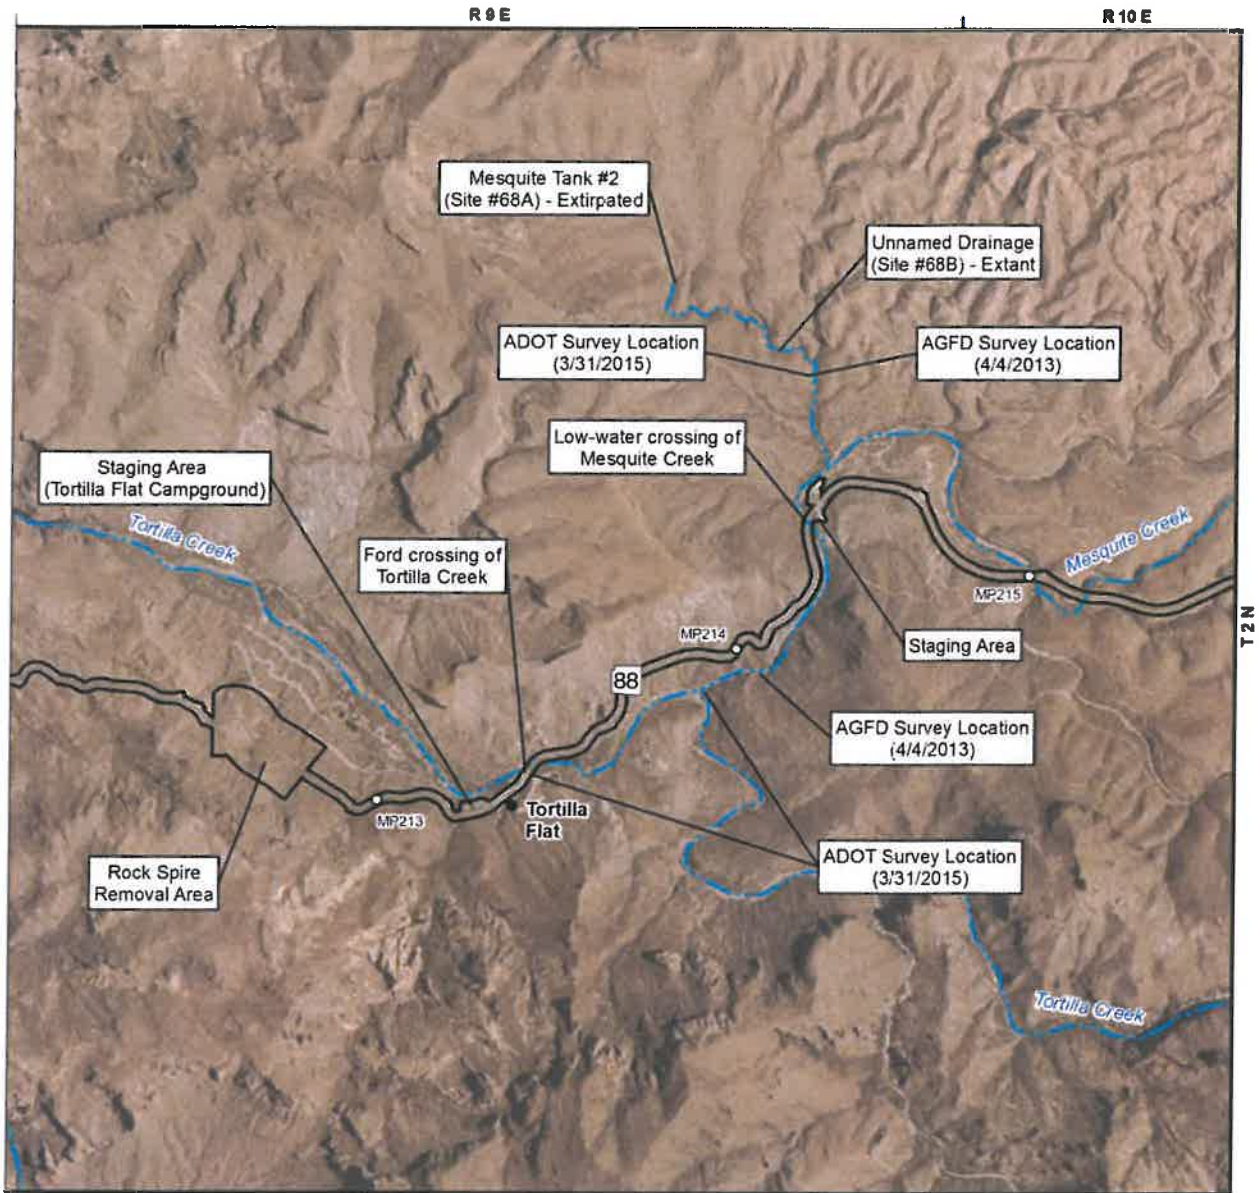 R 9 E
R 10 E
Mesquite Tank #2
(Site #68A) - Extirpated
Unnamed Drainage
(Site #68B) - Extant
ADOT Survey Location
(3/31/2015)
AGFD Survey Location
(4/4/2013)
Low-water crossing of
Mesquite Creek
Staging Area
(Tortilla Flat Campground)
Tortilla Creek
Ford crossing of
Tortilla Creek
Mesquite Creek
MP215
T 2 N
MP214
Staging Area
88
AGFD Survey Location
(4/4/2013)
MP213
Tortilla
Flat
Rock Spire
Removal Area
ADOT Survey Location
(3/31/2015)
Tortilla Creek